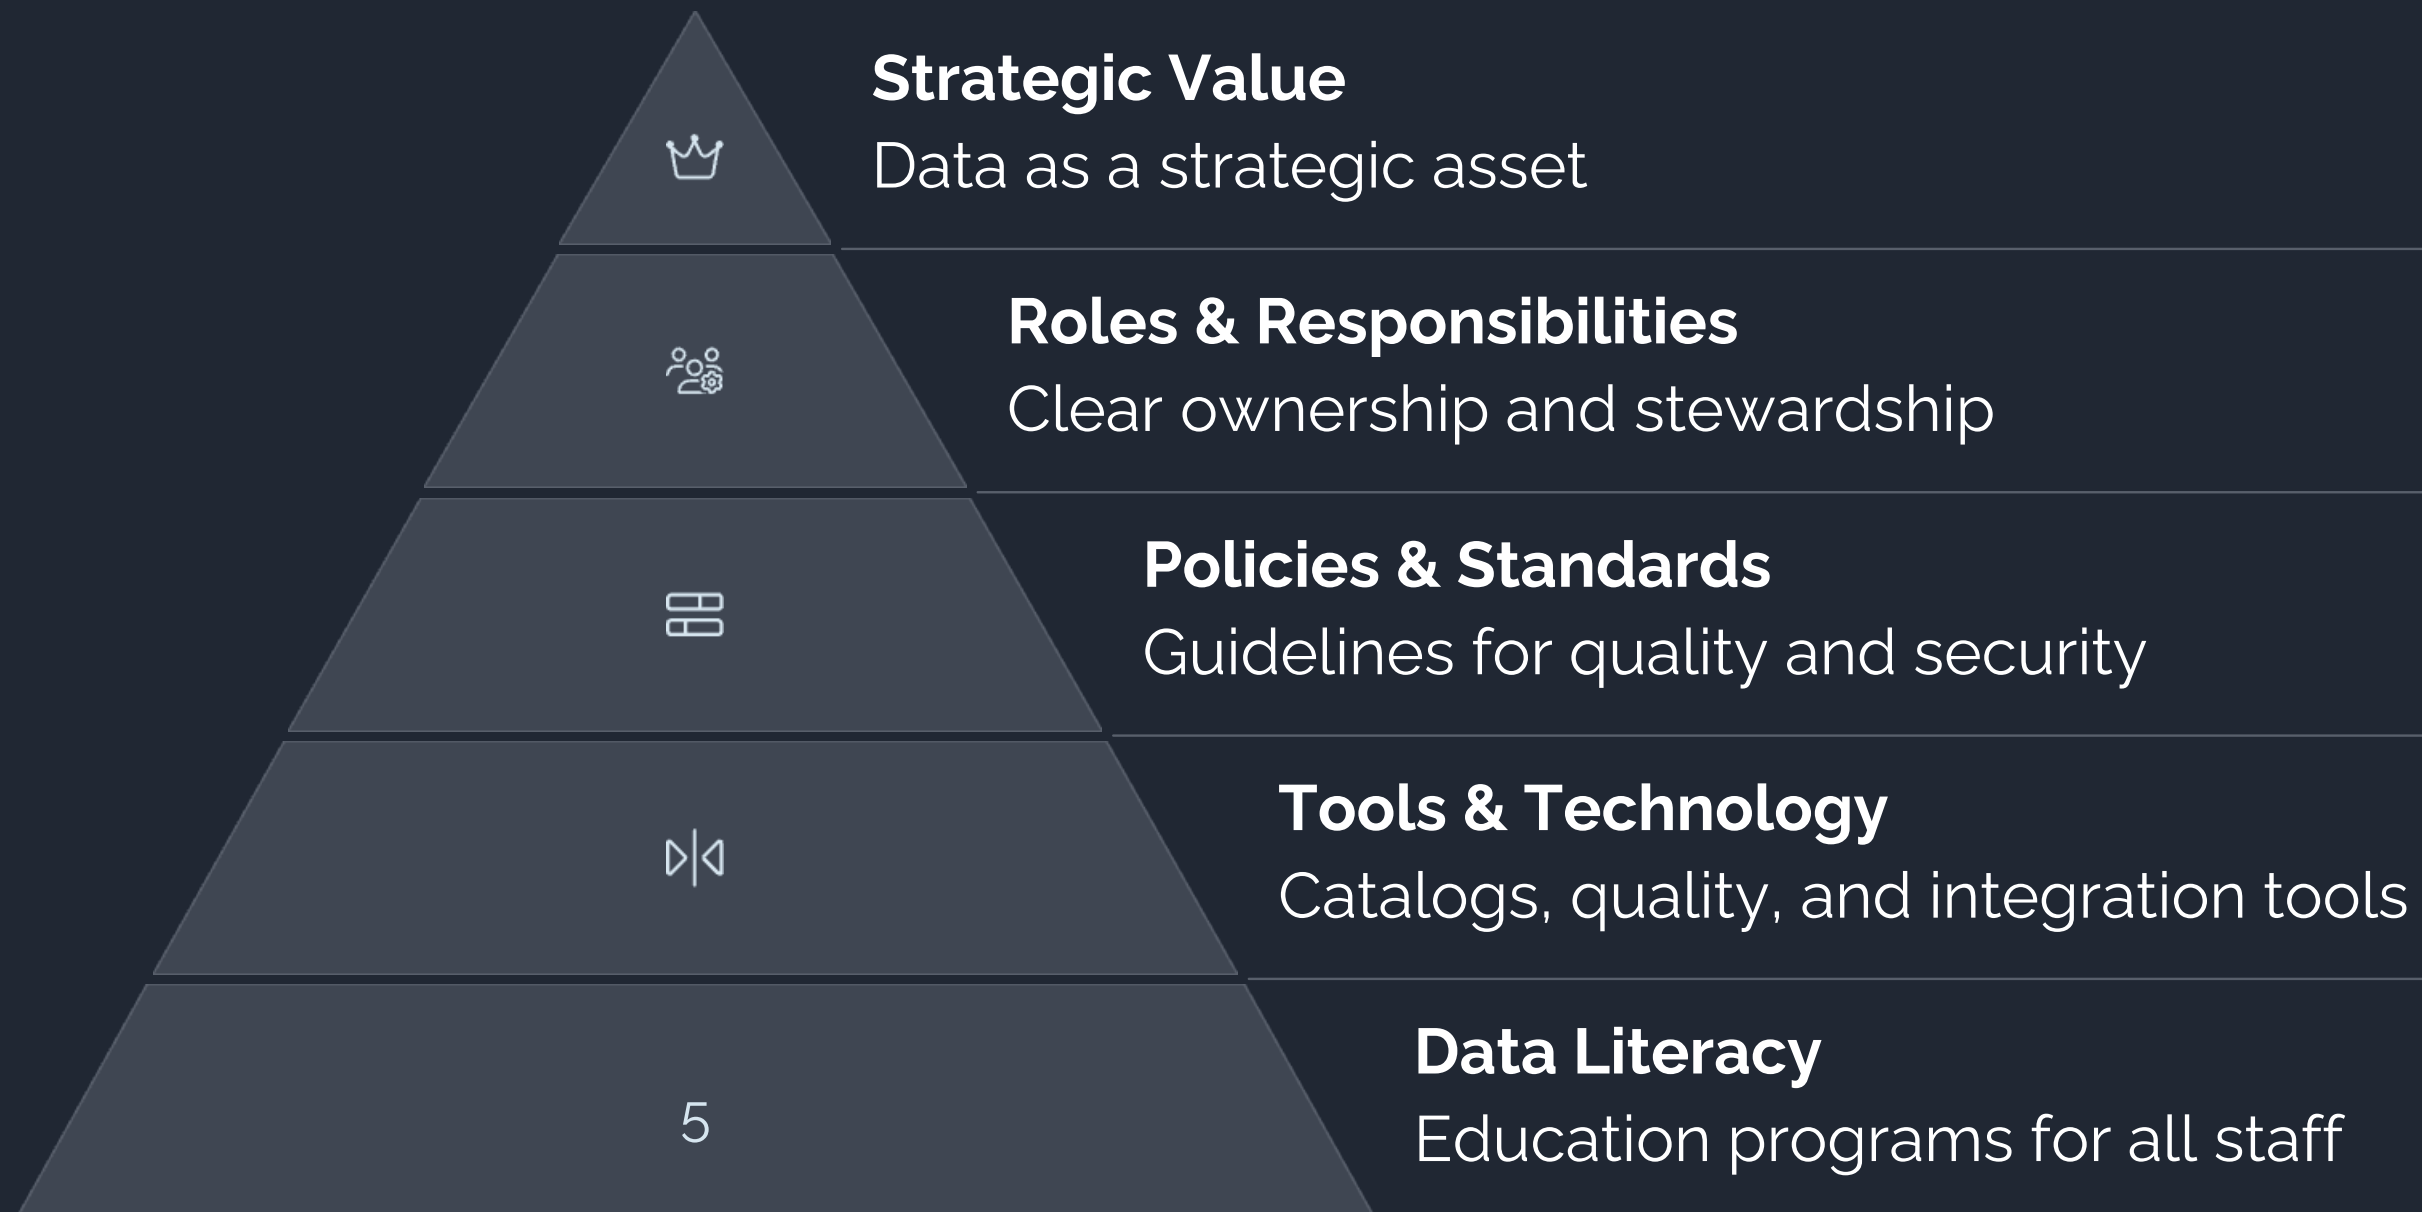 Strategic Value
Data as a strategic asset
Roles & Responsibilities
Clear ownership and stewardship
Policies & Standards
Guidelines for quality and security
Tools & Technology
Catalogs, quality, and integration tools
Data Literacy
5
Education programs for all staff